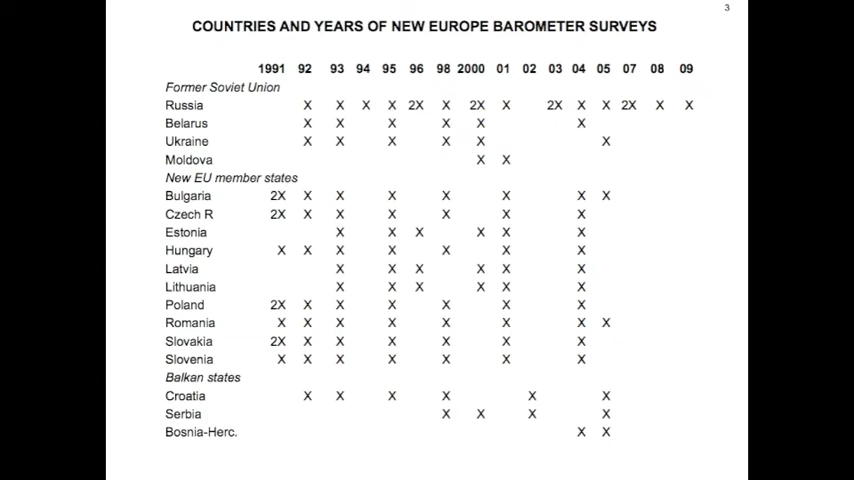 3
COUNTRIES AND YEARS OF NEW EUROPE BAROMETER SURVEYS
1991 92 93 94 95 96 98 2000 01 02 03 04 05 07 08 09
Former Soviet Union
Russia X X X X 2X X 2X X 2X X X 2X X X
Belarus X X X X X X
Ukraine X X X X X X
Moldova X X
New EU member states
Bulgaria 2X X X X X X X X
Czech R 2X X X X X X X
Estonia X X X X X X
Hungary X X X X X X X
Latvia X X X X X X
Lithuania X X X X X X
Poland 2X X X X X X X
Romania X X X X X X X X
Slovakia 2X X X X X X X
Slovenia X X X X X X X
Balkan states
Croatia X X X X X X
Serbia X X X X
Bosnia-Herc. X X